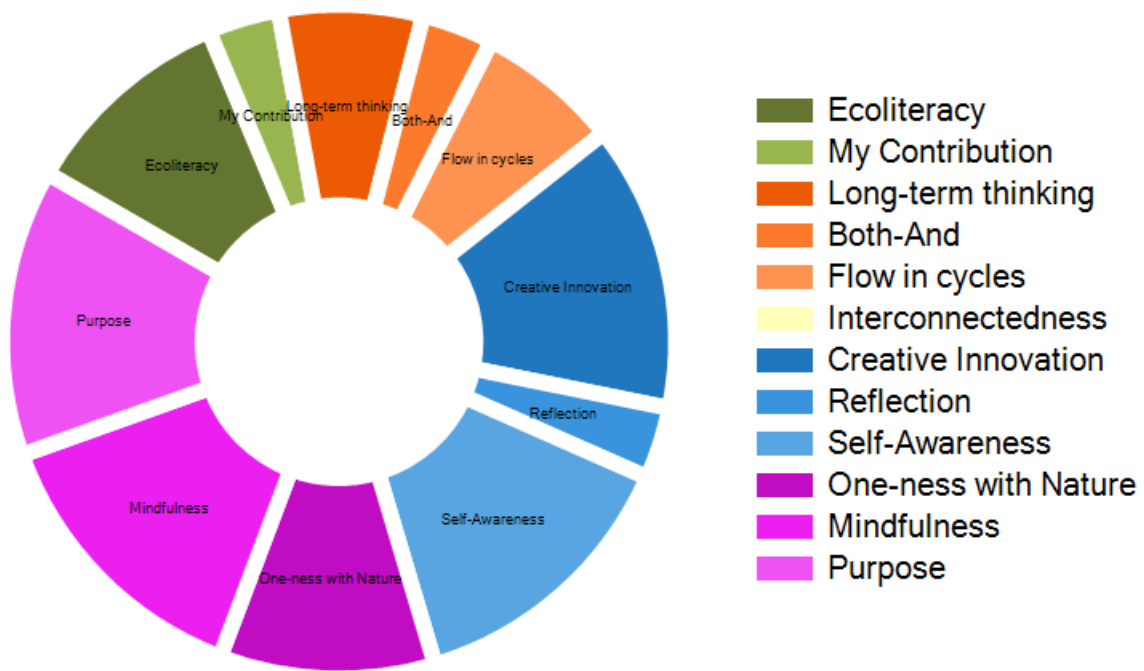 My Contribution
Long-term thinking
Both-And
Flow in cycles
Ecoliteracy
Creative Innovation
Purpose
Reflection
Mindfulness
Self-Awareness
One-ness with Nature
Ecoliteracy
My Contribution
Long-term thinking
Both-And
Flow in cycles
Interconnectedness
Creative Innovation
Reflection
Self-Awareness
One-ness with Nature
Mindfulness
Purpose